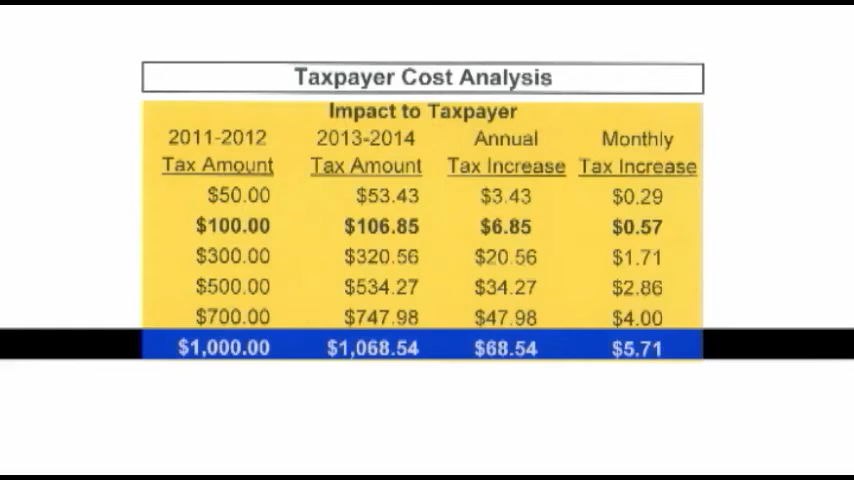 Taxpayer Cost Analysis
Impact to Taxpayer
2011-2012 2013-2014 Annual Monthly
Tax Amount Tax Amount Tax Increase Tax Increase
$50.00 $53.43 $3.43 $0.29
$100.00 $106.85 $6.85 $0.57
$300.00 $320.56 $20.56 $1.71
$500.00 $534.27 $34.27 $2.86
$700.00 $747.98 $47.98 $4.00
$1,000.00 $1,068.54 $68.54 $5.71